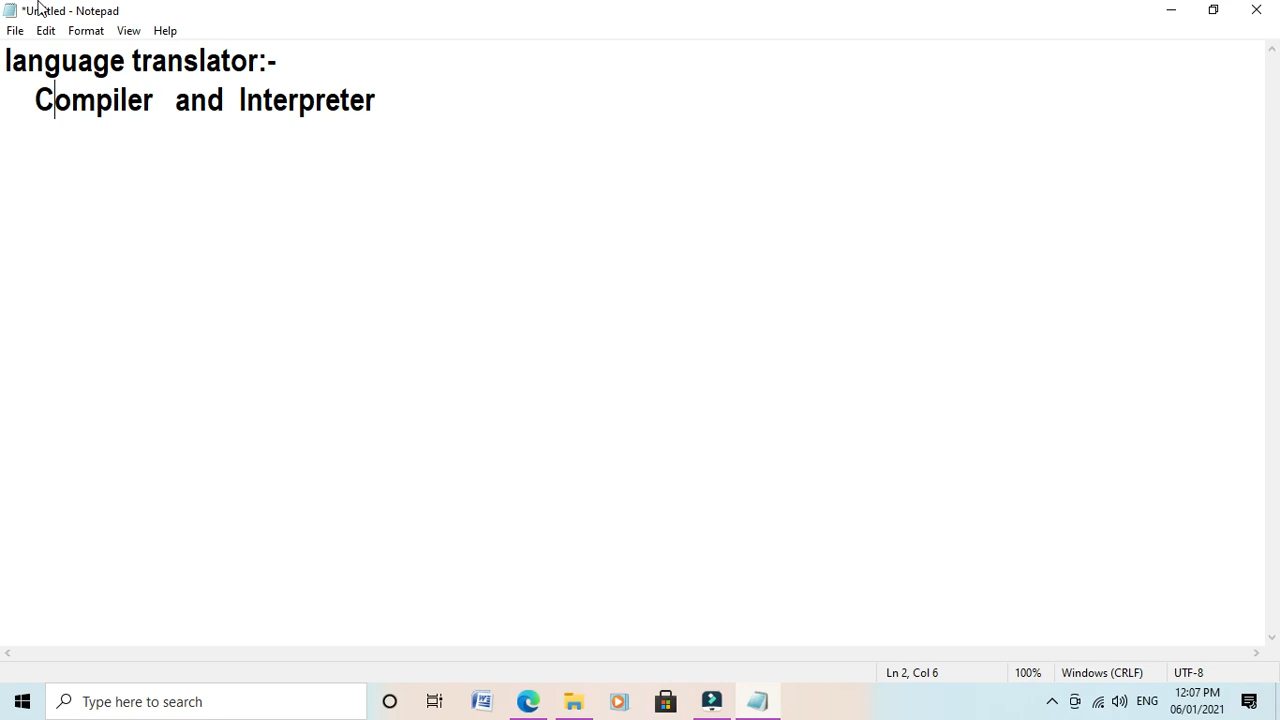 *Untitled - Notepad
File Edit Format View Help
language translator:-
Compiler and Interpreter
Ln 2, Col 6 100% Windows (CRLF) UTF-8
Type here to search
ENG
12:07 PM
06/01/2021